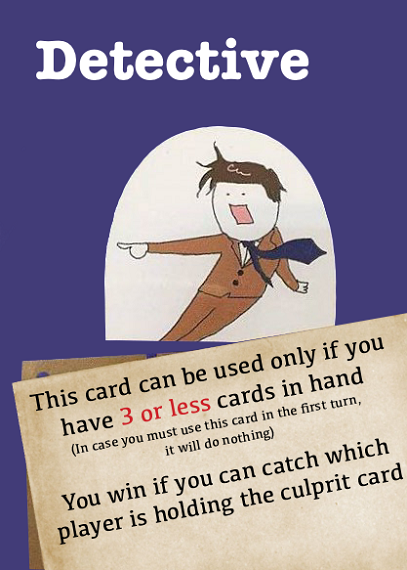 Detective
This card can be used only if you
have 3 or less cards in hand
(In case you must use this card in the first turn,
it will do nothing)
You win if you can catch which
player is holding the culprit card